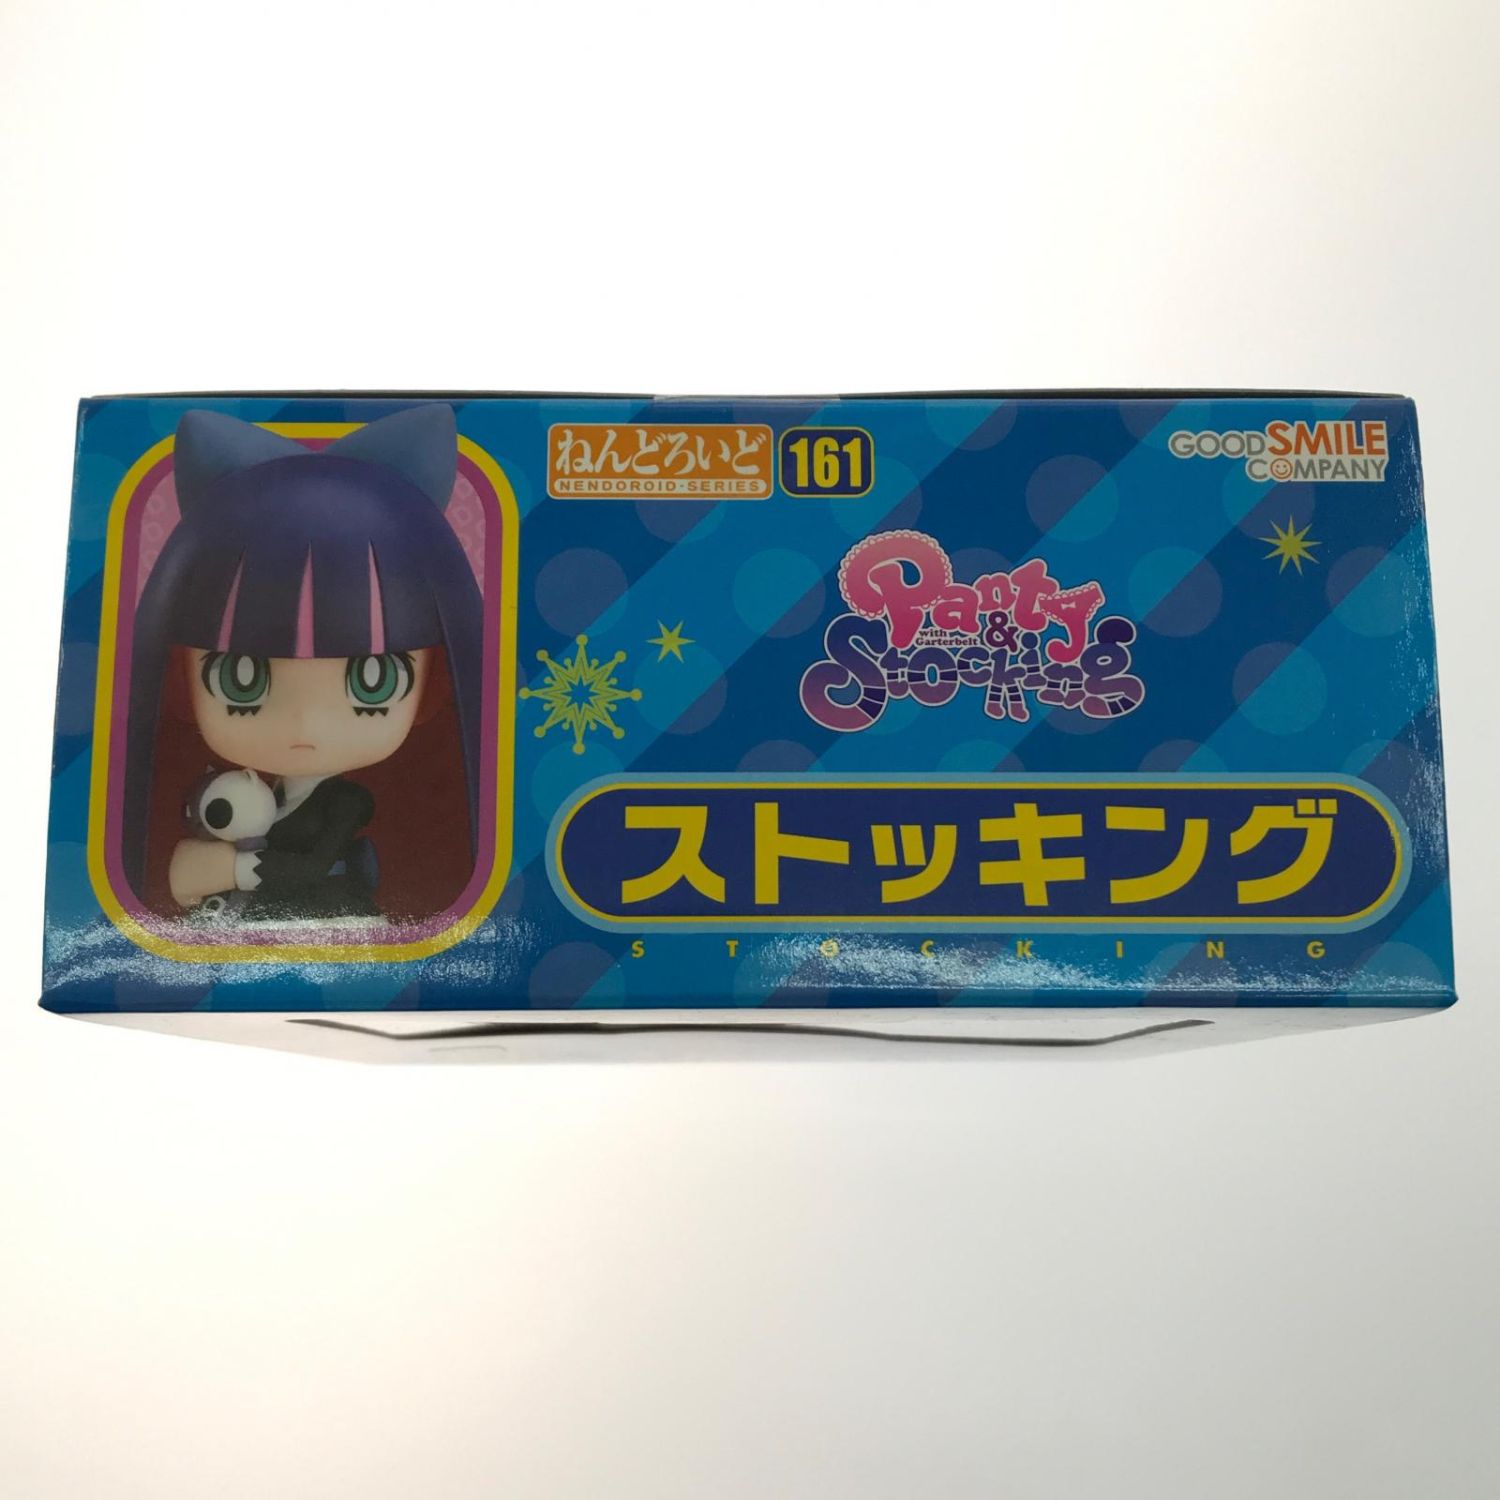 ねんどろいど
NENDOROID·SERIES
161
GOOD SMILE
COMPANY
Panty
with
Garterbelt
&
Stocking
ストッキング
STOCKING